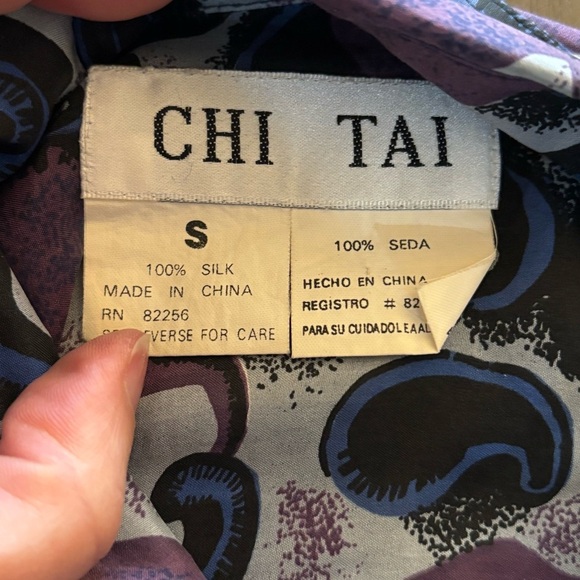 CHI TAI
S
100% SILK
MADE IN CHINA
RN 82256
REVERSE FOR CARE
100% SEDA
HECHO EN CHINA
REGISTRO # 82
PARA SU CUIDADO LEA AL